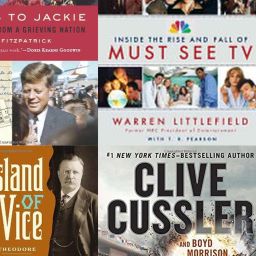 S TO JACKIE
FROM A GRIEVING NATION
FITZPATRICK
—DORIS KEARNS GOODWIN
INSIDE THE RISE AND FALL OF
MUST SEE TV
WARREN LITTLEFIELD
Former NBC President of Entertainment
WITH T. R. PEARSON
sland
OF
Vice
THEODORE
#1 NEW YORK TIMES–BESTSELLING AUTHOR
CLIVE
CUSSLER
AND BOYD
MORRISON